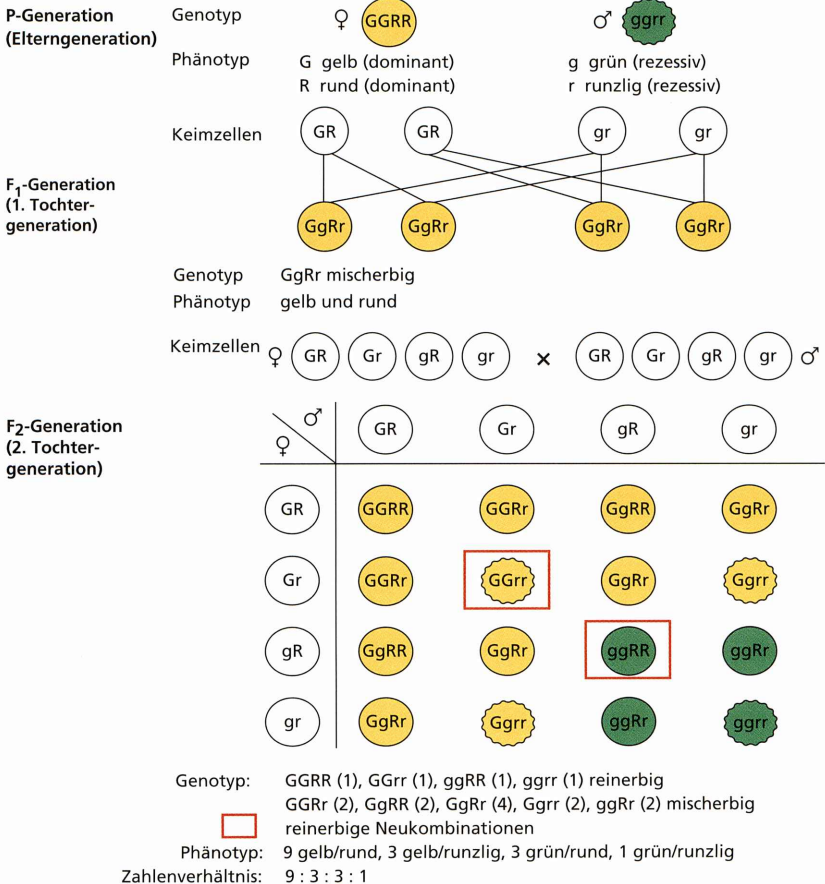 P-Generation Genotyp ♀ GGRR ♂ ggrr
(Elterngeneration)
Phänotyp G gelb (dominant) g grün (rezessiv)
R rund (dominant) r runzlig (rezessiv)
Keimzellen GR GR gr gr
F1-Generation
(1. Tochter-
generation)
GgRr GgRr GgRr GgRr
Genotyp GgRr mischerbig
Phänotyp gelb und rund
Keimzellen ♀ GR Gr gR gr × GR Gr gR gr ♂
F2-Generation
(2. Tochter-
generation)
♂
♀
GR Gr gR gr
GR GGRR GGRr GgRR GgRr
Gr GGRr GGrr GgRr Ggrr
gR GgRR GgRr ggRR ggRr
gr GgRr Ggrr ggRr ggrr
Genotyp: GGRR (1), GGrr (1), ggRR (1), ggrr (1) reinerbig
GGRr (2), GgRR (2), GgRr (4), Ggrr (2), ggRr (2) mischerbig
reinerbige Neukombinationen
Phänotyp: 9 gelb/rund, 3 gelb/runzlig, 3 grün/rund, 1 grün/runzlig
Zahlenverhältnis: 9 : 3 : 3 : 1